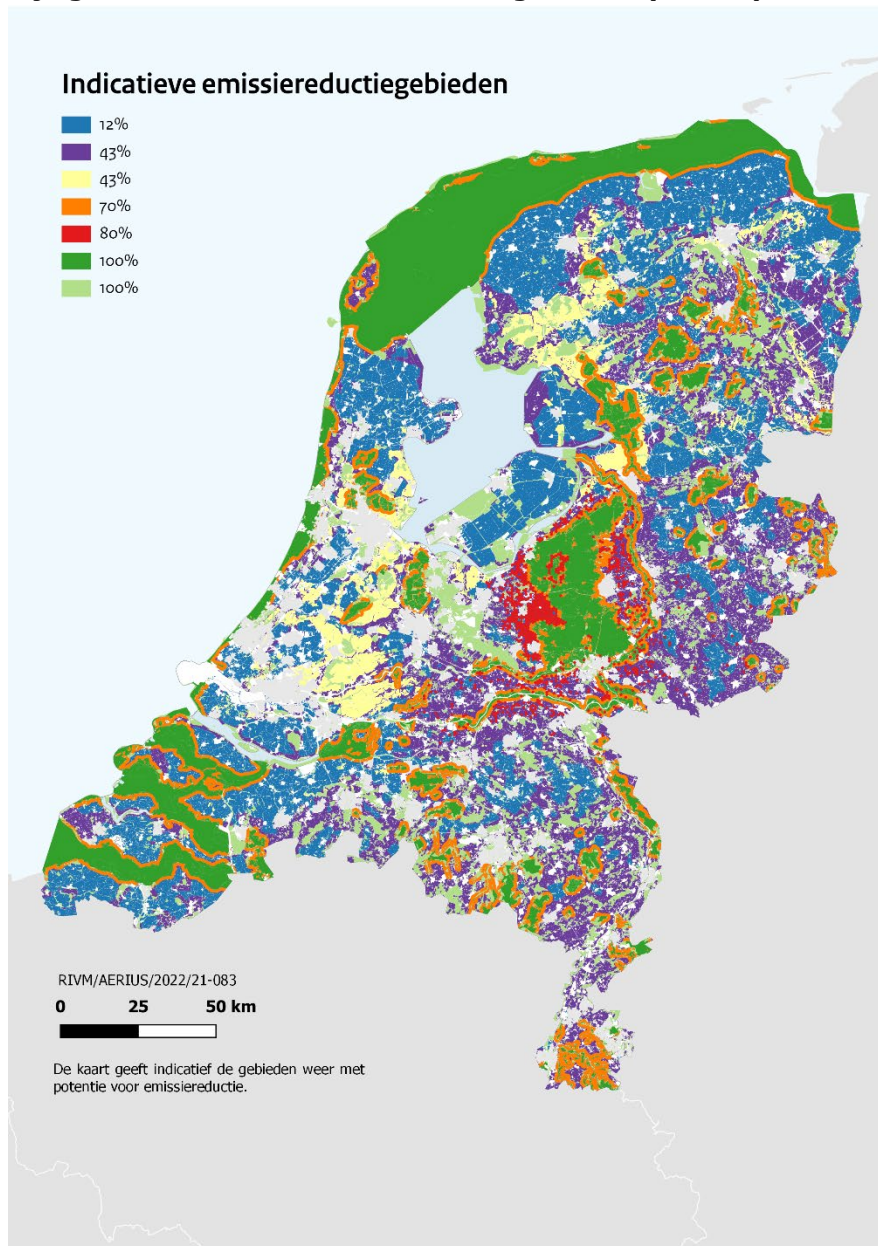 Indicatieve emissiereductiegebieden
12%
43%
43%
70%
80%
100%
100%
RIVM/AERIUS/2022/21-083
0 25 50 km
De kaart geeft indicatief de gebieden weer met
potentie voor emissiereductie.